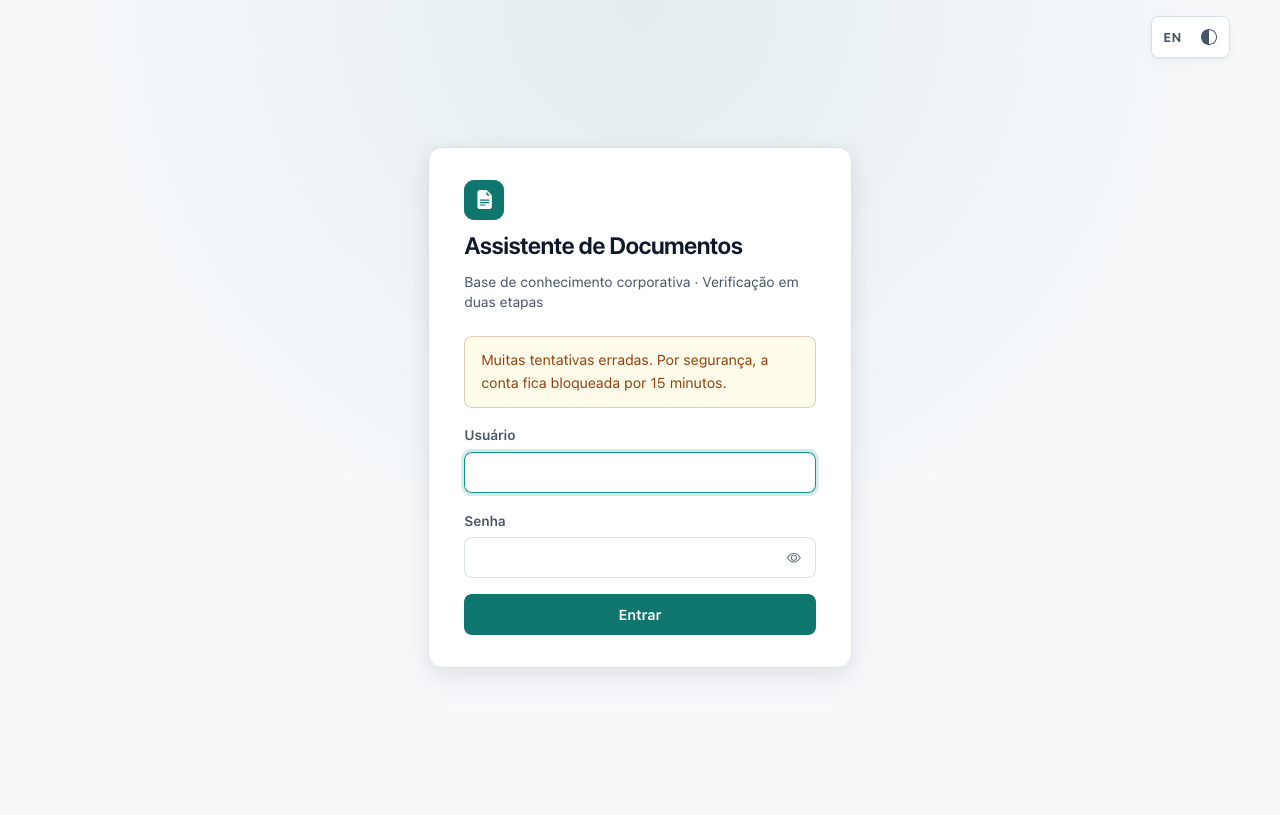 EN
Assistente de Documentos
Base de conhecimento corporativa · Verificação em
duas etapas
Muitas tentativas erradas. Por segurança, a
conta fica bloqueada por 15 minutos.
Usuário
Senha
Entrar